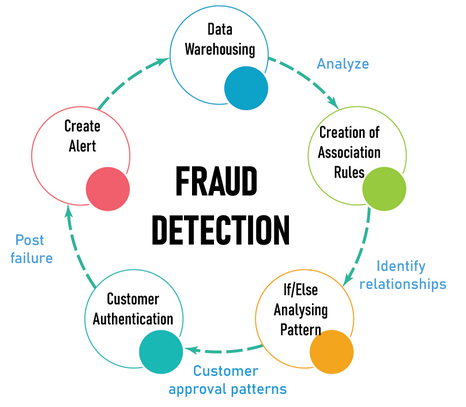 Data
Warehousing
Analyze
Creation of
Association
Rules
Identify
relationships
If/Else
Analysing
Pattern
Customer
approval patterns
Customer
Authentication
Post
failure
Create
Alert
FRAUD
DETECTION